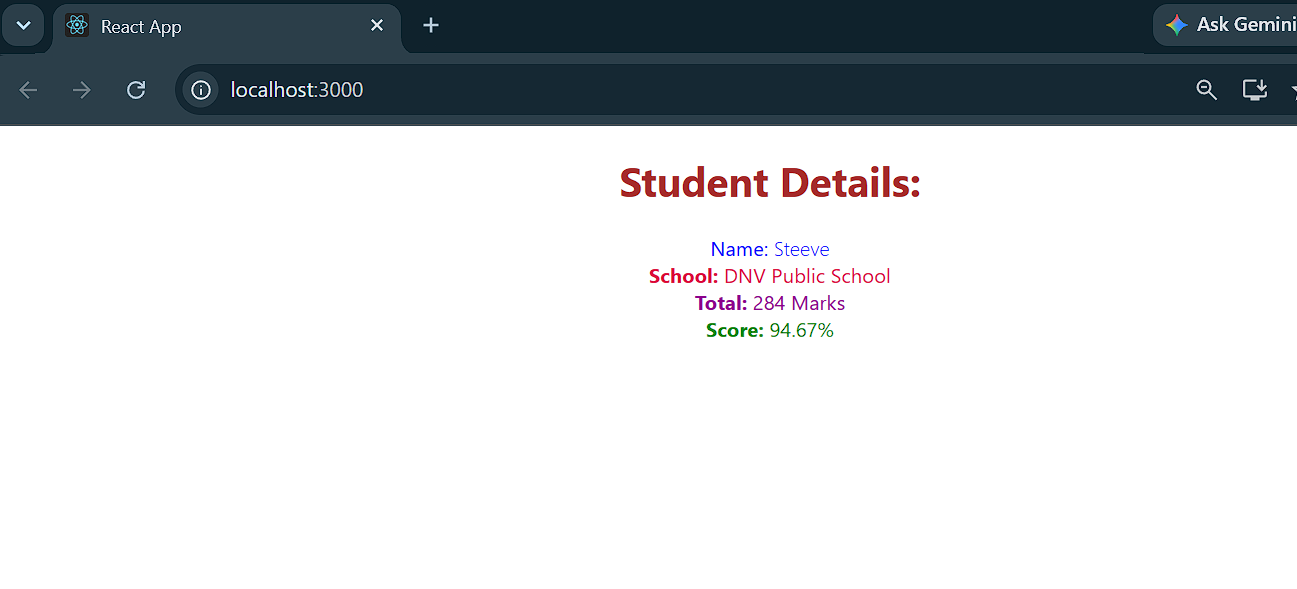 React App
Ask Gemini
localhost:3000
Student Details:
Name: Steeve
School: DNV Public School
Total: 284 Marks
Score: 94.67%